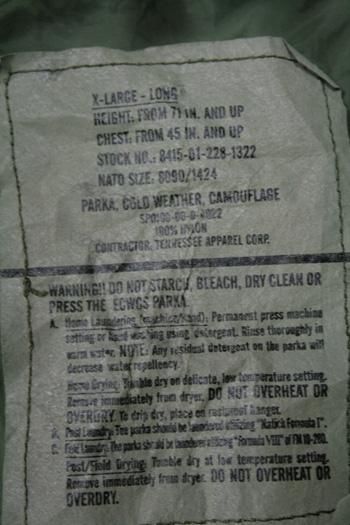 X-LARGE - LONG
HEIGHT: FROM 71 IN. AND UP
CHEST: FROM 45 IN. AND UP
STOCK NO.: 8415-01-228-1322
NATO SIZE: 8090/1424
PARKA, COLD WEATHER, CAMOUFLAGE
100% NYLON
CONTRACTOR: TENNESSEE APPAREL CORP.
WARNING!! DO NOT STARCH, BLEACH, DRY CLEAN OR
PRESS THE ECWCS PARKA.
A. Home Laundering (machine/hand): Permanent press machine
setting or hand washing using detergent. Rinse thoroughly in
warm water. NOTE: Any residual detergent on the parka will
decrease water repellency.
Home Drying: Tumble dry on delicate, low temperature setting.
Remove immediately from dryer. DO NOT OVERHEAT OR
OVERDRY. To drip dry, place on rustproof hanger.
B. Post Laundry: The parka should be laundered utilizing "Natick Formula I".
C. Field Laundry: The parka should be laundered utilizing "Formula VIII" of FM 10-280.
Post/Field Drying: Tumble dry at low temperature setting.
Remove immediately from dryer. DO NOT OVERHEAT OR
OVERDRY.